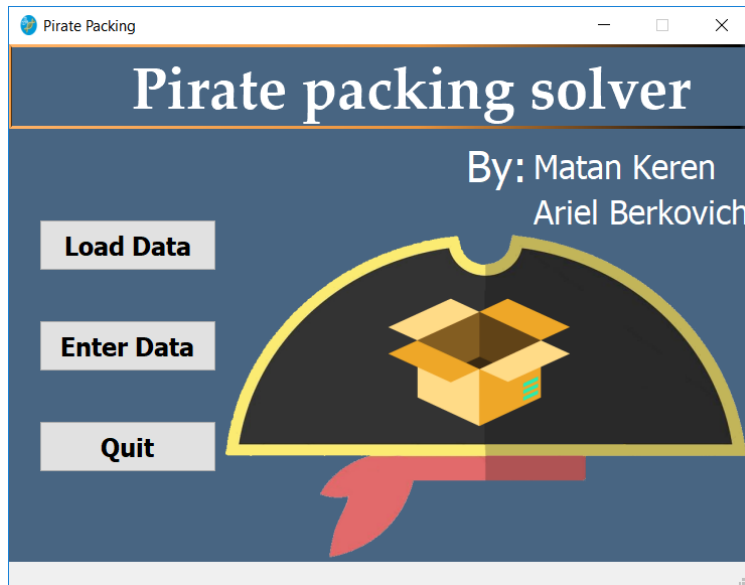 Pirate Packing
Pirate packing solver
By: Matan Keren
Ariel Berkovich
Load Data
Enter Data
Quit